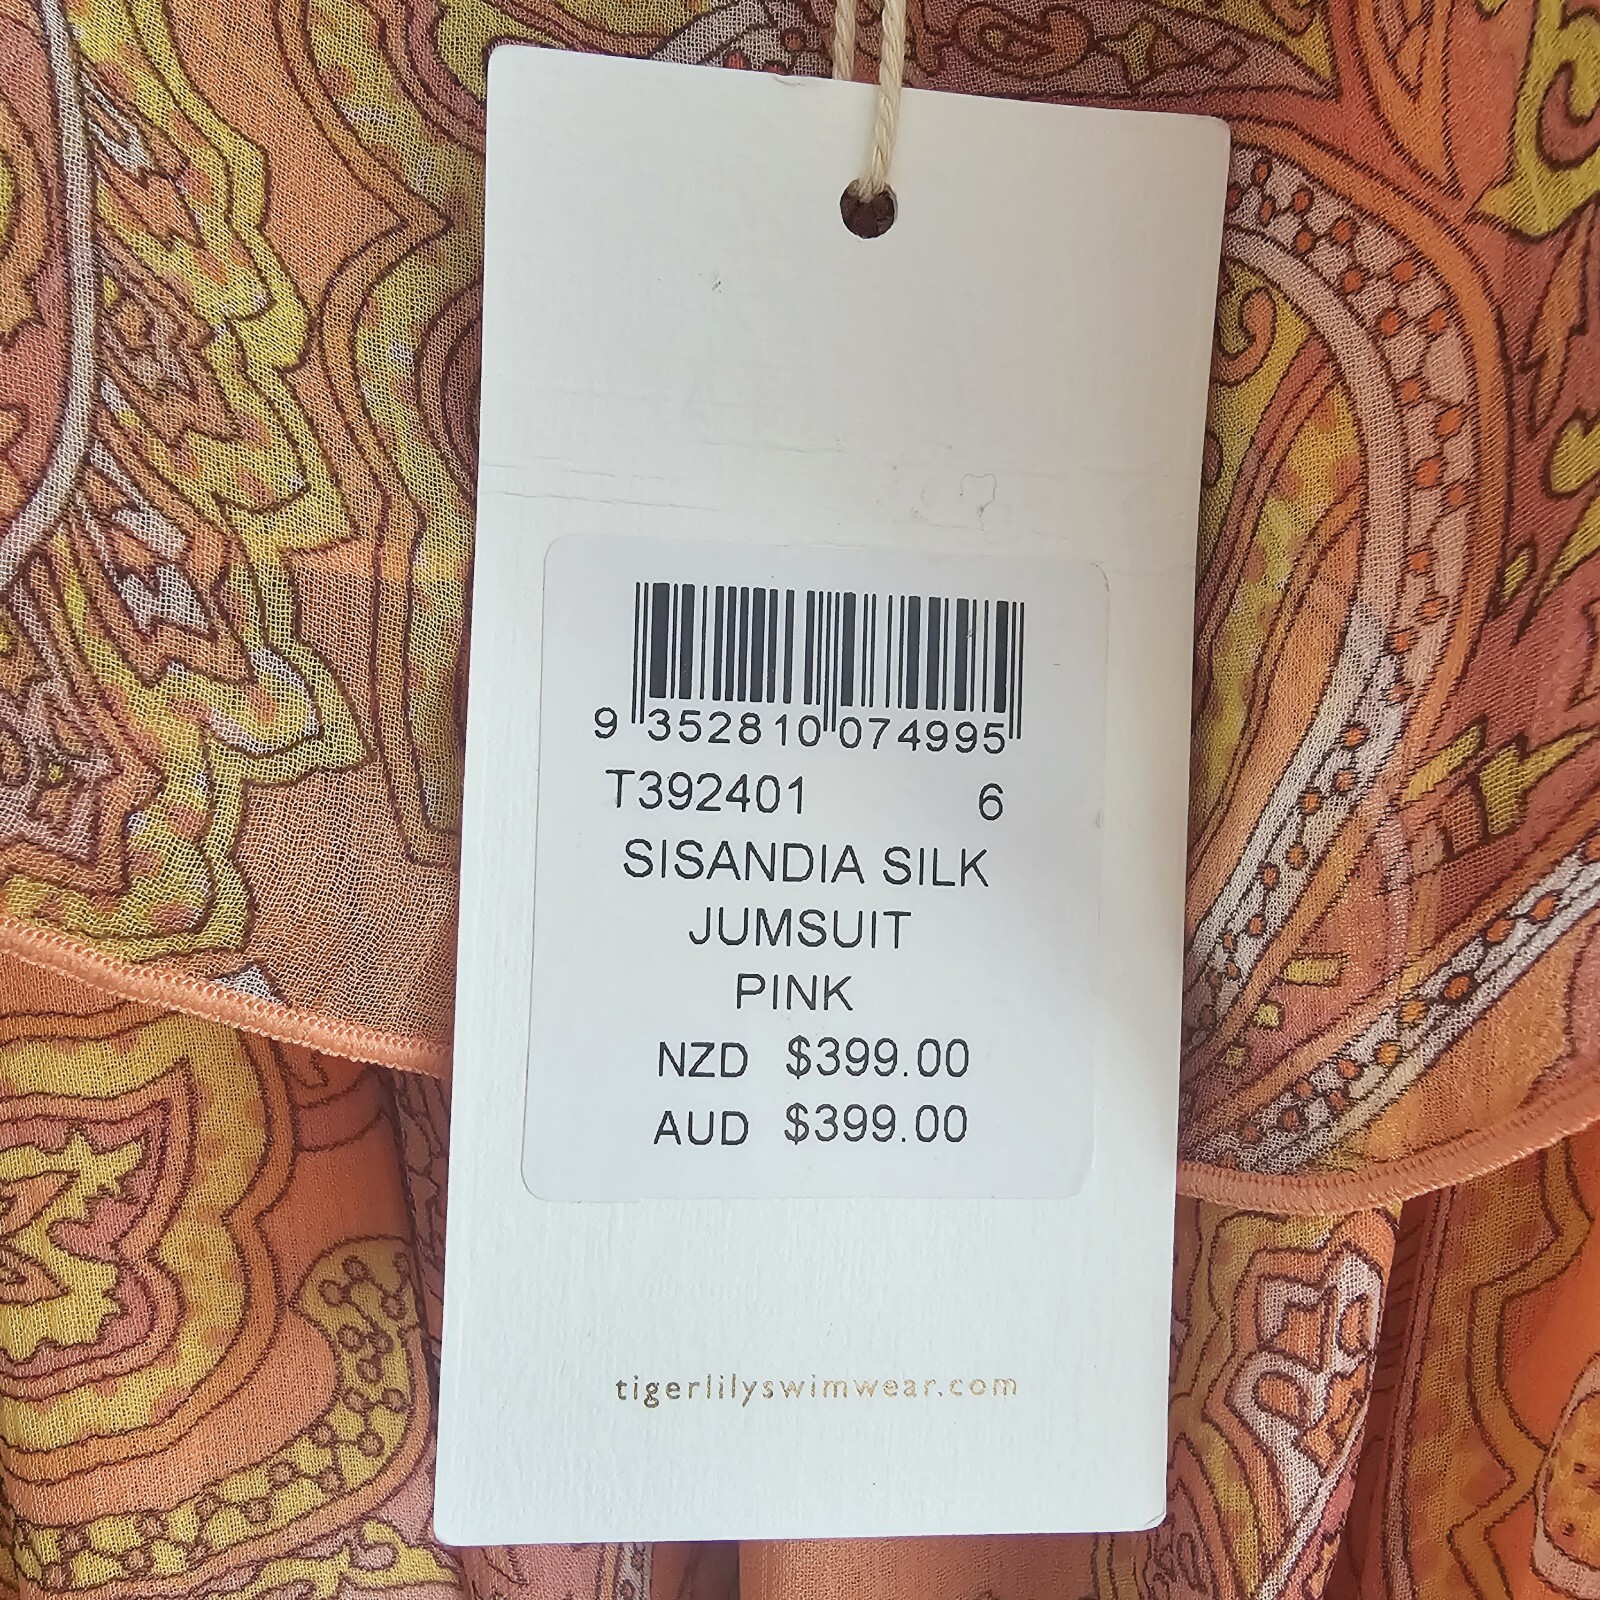 9 352810 074995
T392401 6
SISANDIA SILK
JUMSUIT
PINK
NZD $399.00
AUD $399.00
tigerlilyswimwear.com